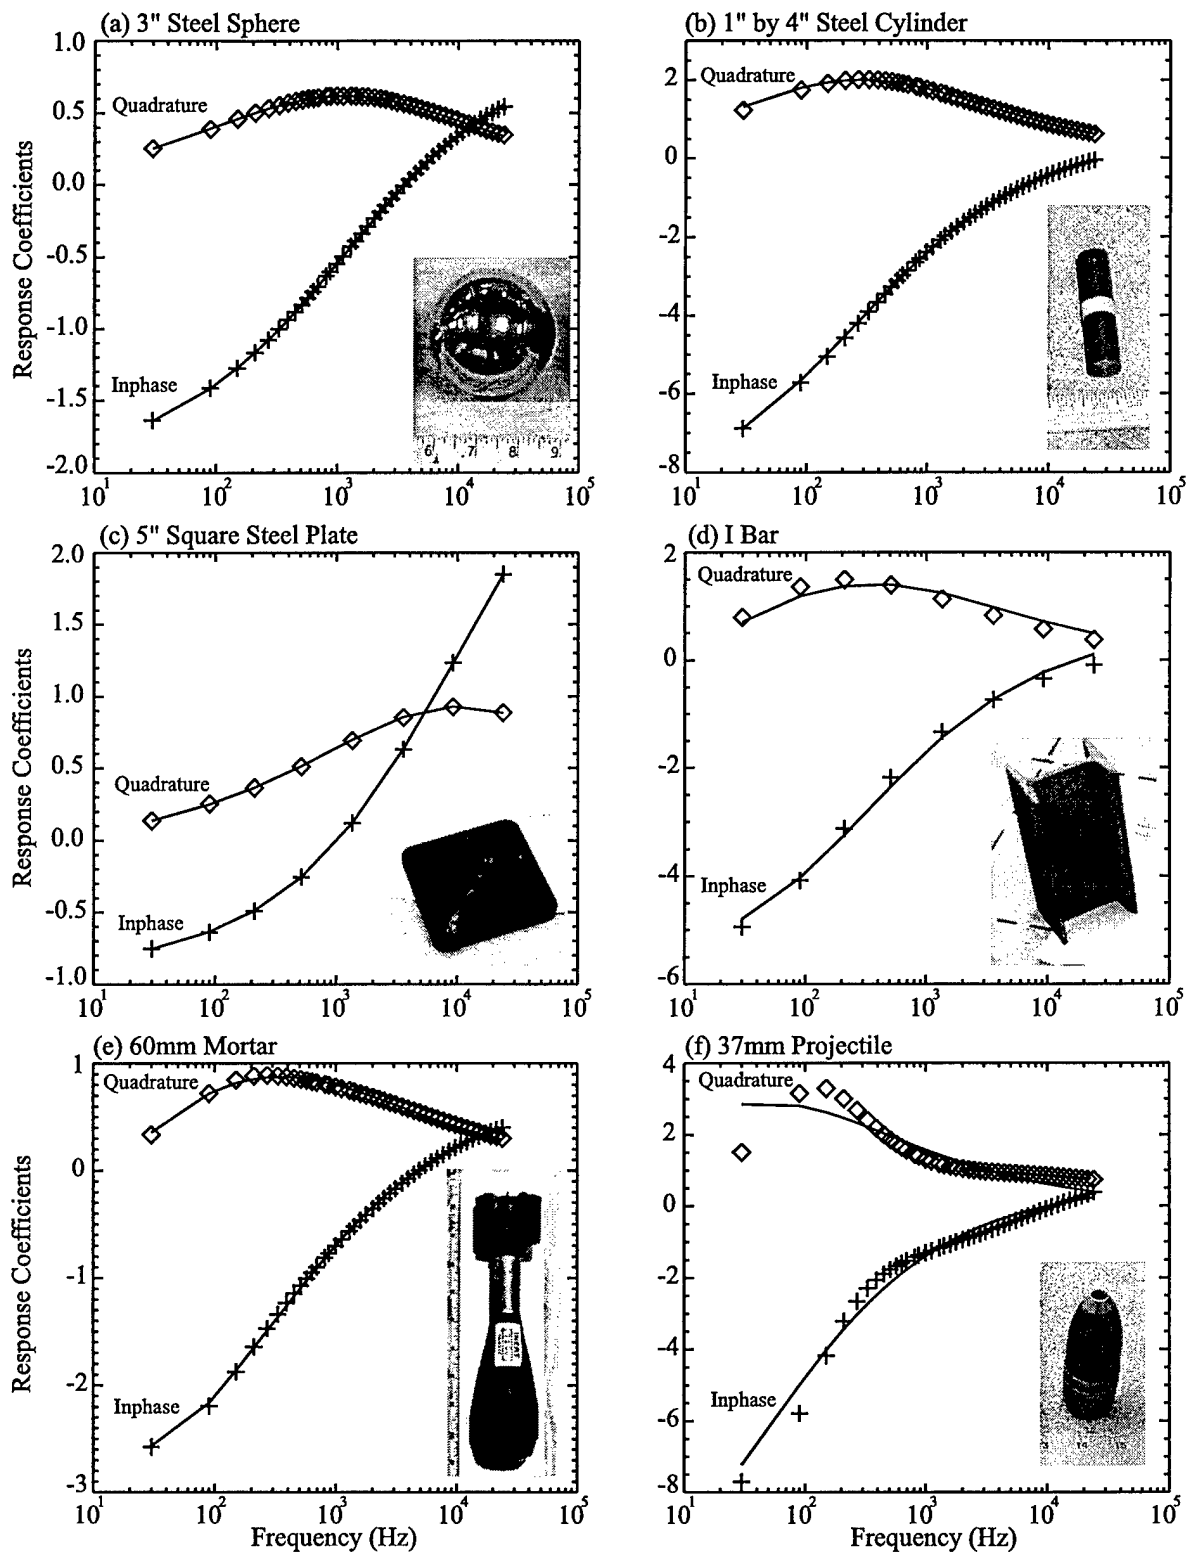 (a) 3" Steel Sphere
1.0
0.5
0.0
-0.5
-1.0
-1.5
-2.0
Response Coefficients
Quadrature
Inphase
6 7 8 9
10¹ 10² 10³ 10⁴ 10⁵
(b) 1" by 4" Steel Cylinder
2
0
-2
-4
-6
-8
Quadrature
Inphase
10¹ 10² 10³ 10⁴ 10⁵
(c) 5" Square Steel Plate
2.0
1.5
1.0
0.5
0.0
-0.5
-1.0
Response Coefficients
Quadrature
Inphase
10¹ 10² 10³ 10⁴ 10⁵
(d) I Bar
2
0
-2
-4
-6
Quadrature
Inphase
10¹ 10² 10³ 10⁴ 10⁵
(e) 60mm Mortar
1
0
-1
-2
-3
Response Coefficients
Quadrature
Inphase
10¹ 10² 10³ 10⁴ 10⁵
Frequency (Hz)
(f) 37mm Projectile
4
2
0
-2
-4
-6
-8
Quadrature
Inphase
14 15
10¹ 10² 10³ 10⁴ 10⁵
Frequency (Hz)